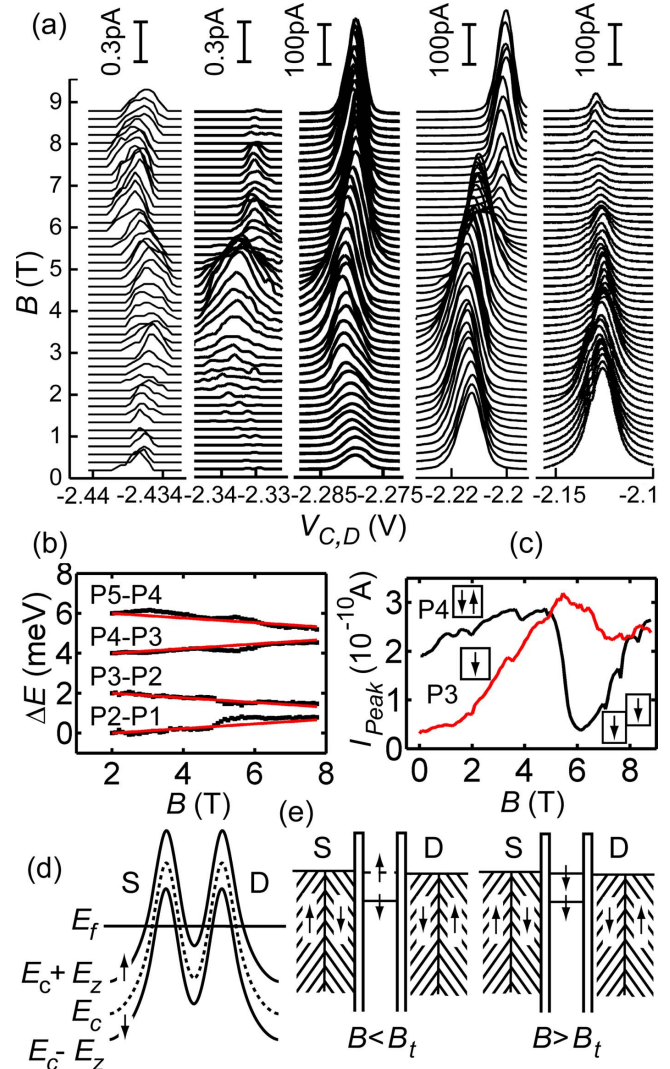 (a)
0.3pA
0.3pA
100pA
100pA
100pA
B (T)
9
8
7
6
5
4
3
2
1
0
-2.44 -2.434 -2.34 -2.33 -2.285 -2.275 -2.22 -2.2 -2.15 -2.1
V_{C,D} (V)
(b)
ΔE (meV)
8
6
4
2
0
P5-P4
P4-P3
P3-P2
P2-P1
2 4 6 8
B (T)
(c)
I_{Peak} (10^{-10}A)
3
2
1
0
P4 ↓↑
↓
P3
↓ ↓
0 2 4 6 8
B (T)
(d)
S D
E_f
E_c+ E_z ↑
E_c
E_c- E_z ↓
(e)
S D S D
↑ ↓ ↑ ↓ ↓ ↑ ↑ ↓ ↓ ↓ ↓ ↑
B < B_t B > B_t